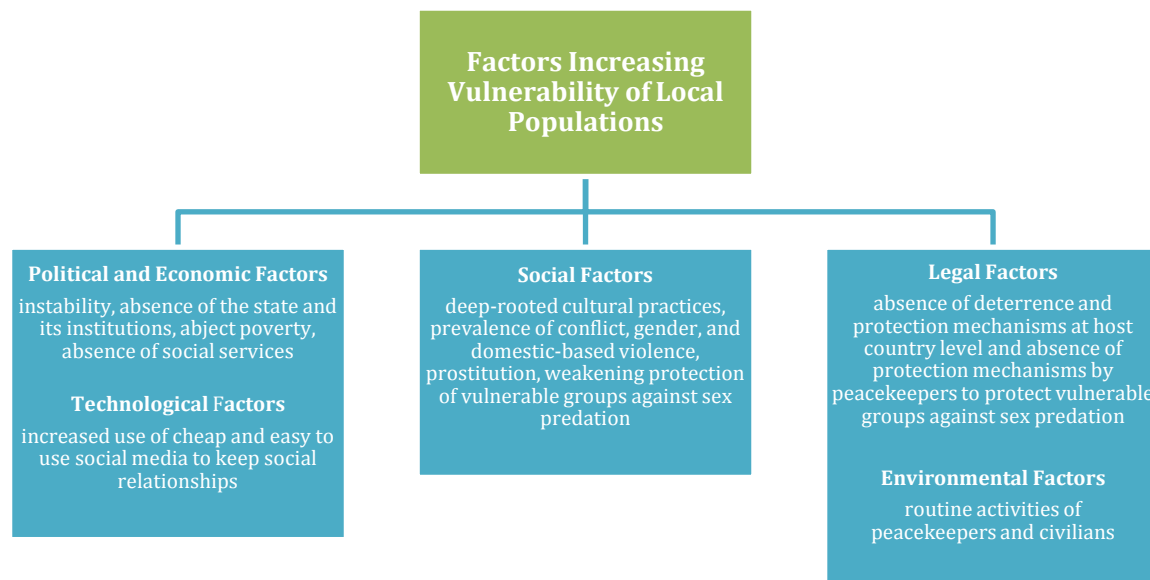 Factors Increasing
Vulnerability of Local
Populations
Political and Economic Factors
instability, absence of the state and
its institutions, abject poverty,
absence of social services
Technological Factors
increased use of cheap and easy to
use social media to keep social
relationships
Social Factors
deep-rooted cultural practices,
prevalence of conflict, gender, and
domestic-based violence,
prostitution, weakening protection
of vulnerable groups against sex
predation
Legal Factors
absence of deterrence and
protection mechanisms at host
country level and absence of
protection mechanisms by
peacekeepers to protect vulnerable
groups against sex predation
Environmental Factors
routine activities of
peacekeepers and civilians